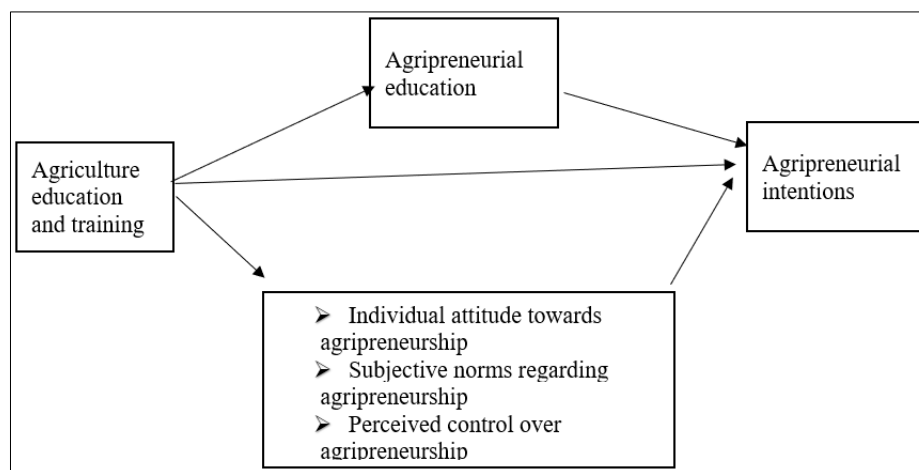 Agripreneurial
education
Agriculture
education
and training
Agripreneurial
intentions
➢ Individual attitude towards
agripreneurship
➢ Subjective norms regarding
agripreneurship
➢ Perceived control over
agripreneurship